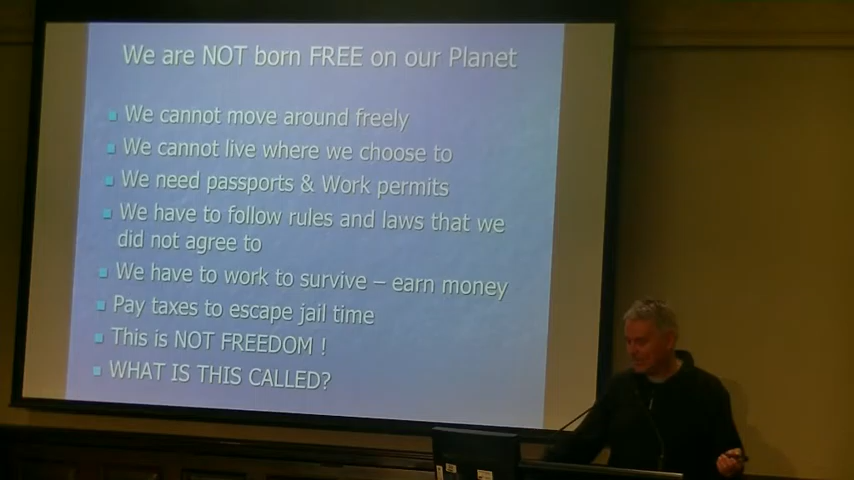 We are NOT born FREE on our Planet
We cannot move around freely
We cannot live where we choose to
We need passports & Work permits
We have to follow rules and laws that we
did not agree to
We have to work to survive – earn money
Pay taxes to escape jail time
This is NOT FREEDOM !
WHAT IS THIS CALLED?